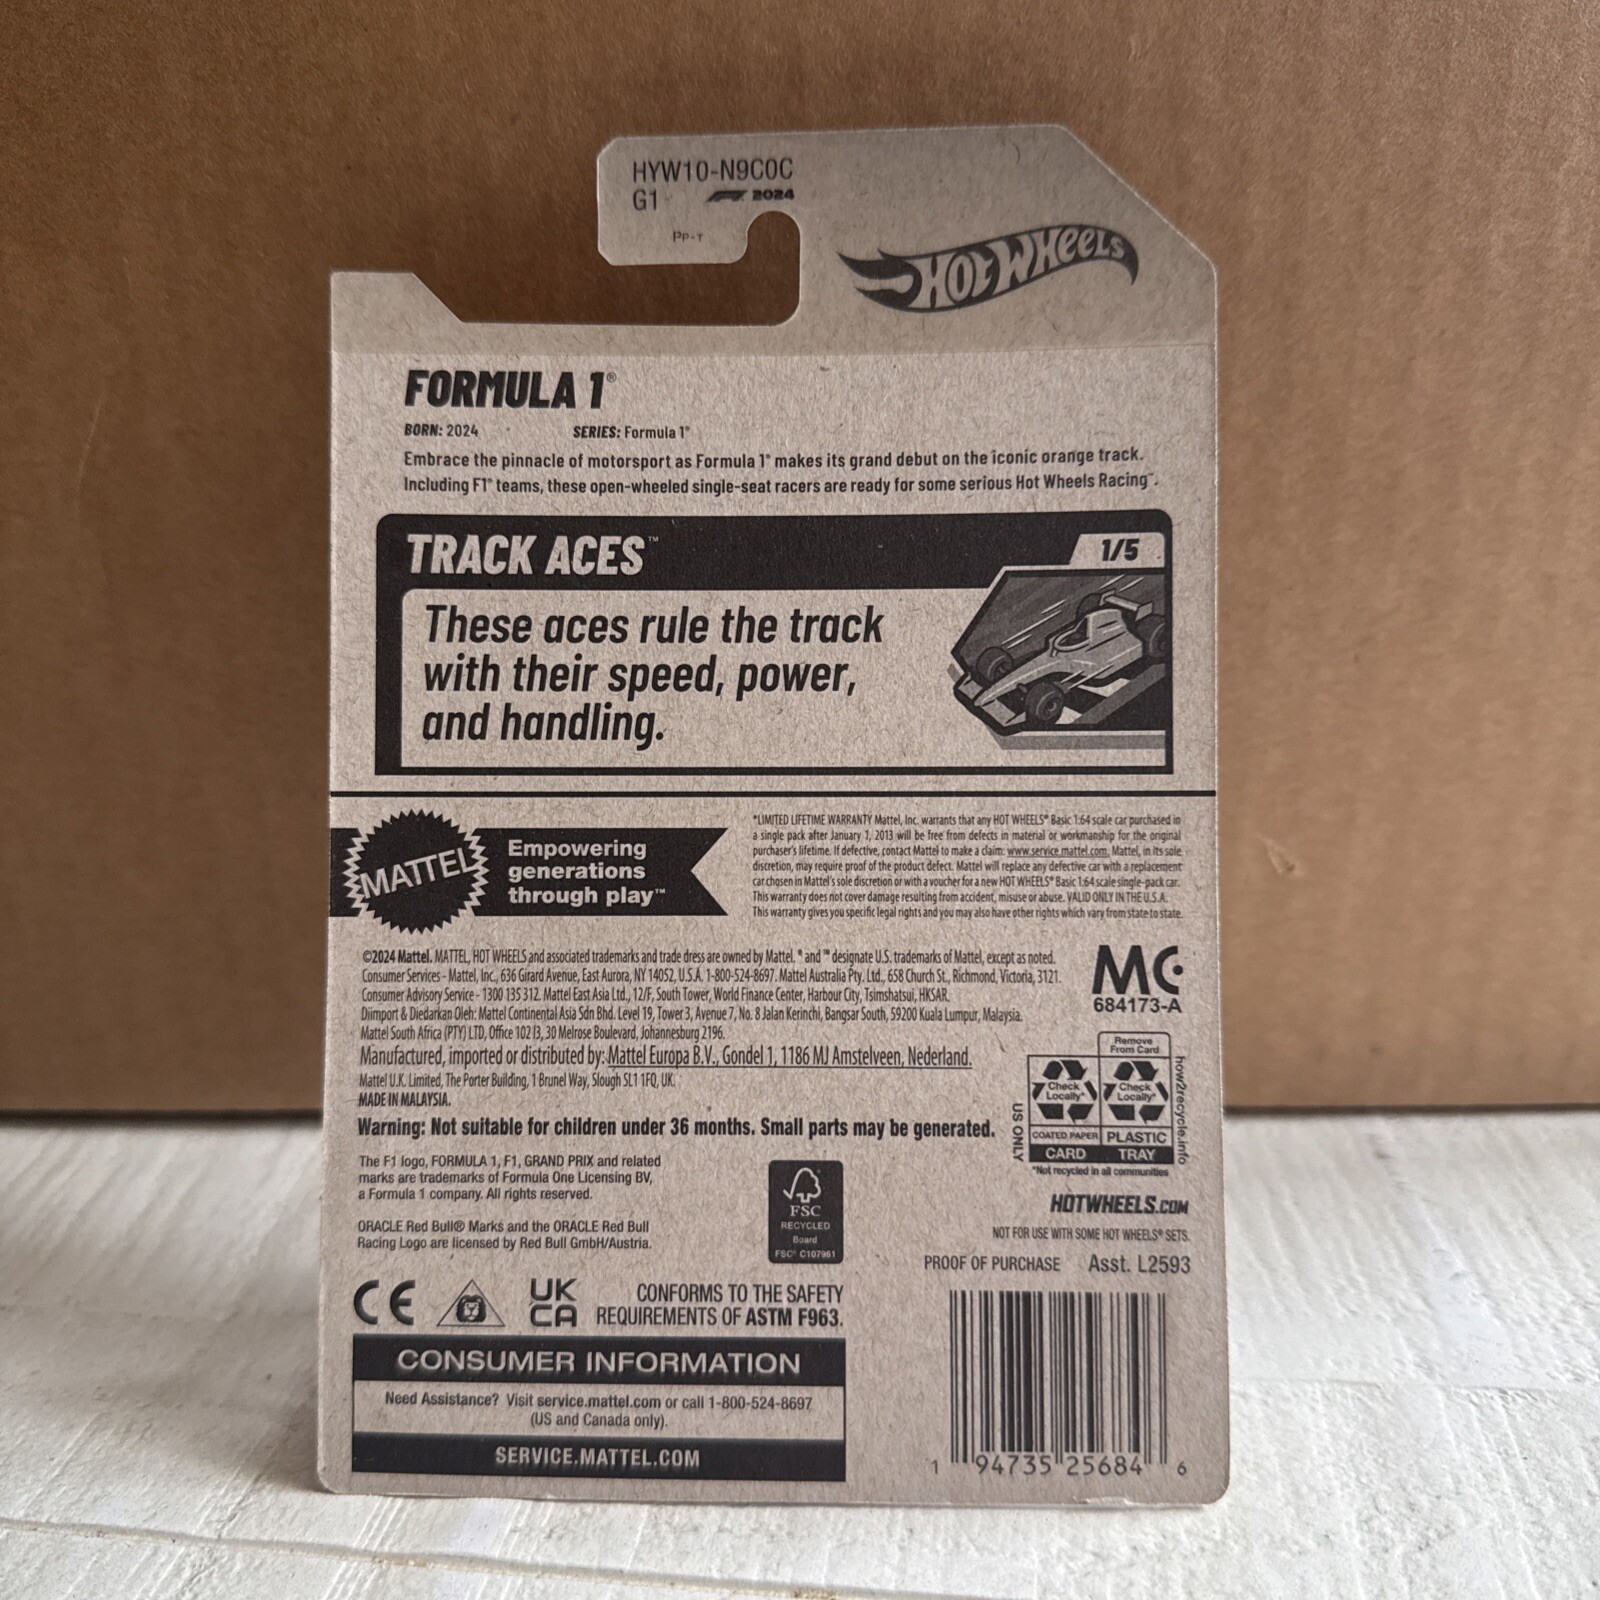 HYW10-N9C0C
G1 F1 2024
PP-T
HOT WHEELS
FORMULA 1®
BORN: 2024 SERIES: Formula 1®
Embrace the pinnacle of motorsport as Formula 1® makes its grand debut on the iconic orange track.
Including F1® teams, these open-wheeled single-seat racers are ready for some serious Hot Wheels Racing™.
TRACK ACES™
1/5
These aces rule the track
with their speed, power,
and handling.
MATTEL
Empowering
generations
through play™
*LIMITED LIFETIME WARRANTY Mattel, Inc. warrants that any HOT WHEELS® Basic 1:64 scale car purchased in
a single pack after January 1, 2013 will be free from defects in material or workmanship for the original
purchaser's lifetime. If defective, contact Mattel to make a claim: www.service.mattel.com. Mattel, in its sole
discretion, may require proof of the product defect. Mattel will replace any defective car with a replacement
car chosen in Mattel's sole discretion or with a voucher for a new HOT WHEELS® Basic 1:64 scale single-pack car.
This warranty does not cover damage resulting from accident, misuse or abuse. VALID ONLY IN THE U.S.A.
This warranty gives you specific legal rights and you may also have other rights which vary from state to state.
©2024 Mattel. MATTEL, HOT WHEELS and associated trademarks and trade dress are owned by Mattel. ® and ™ designate U.S. trademarks of Mattel, except as noted.
Consumer Services - Mattel, Inc., 636 Girard Avenue, East Aurora, NY 14052, U.S.A. 1-800-524-8697. Mattel Australia Pty. Ltd., 658 Church St., Richmond, Victoria, 3121.
Consumer Advisory Service - 1300 135 312. Mattel East Asia Ltd., 12/F, South Tower, World Finance Center, Harbour City, Tsimshatsui, HKSAR.
Diimport & Diedarkan Oleh: Mattel Continental Asia Sdn Bhd. Level 19, Tower 3, Avenue 7, No. 8 Jalan Kerinchi, Bangsar South, 59200 Kuala Lumpur, Malaysia.
Mattel South Africa (PTY) LTD, Office 102 I3, 30 Melrose Boulevard, Johannesburg 2196.
Manufactured, imported or distributed by: Mattel Europa B.V., Gondel 1, 1186 MJ Amstelveen, Nederland.
Mattel U.K. Limited, The Porter Building, 1 Brunel Way, Slough SL1 1FQ, UK.
MADE IN MALAYSIA.
MC
684173-A
Warning: Not suitable for children under 36 months. Small parts may be generated.
Remove
From Card
Check
Locally*
Check
Locally*
COATED PAPER PLASTIC
CARD TRAY
US ONLY
how2recycle.info
*Not recycled in all communities
The F1 logo, FORMULA 1, F1, GRAND PRIX and related
marks are trademarks of Formula One Licensing BV,
a Formula 1 company. All rights reserved.
ORACLE Red Bull® Marks and the ORACLE Red Bull
Racing Logo are licensed by Red Bull GmbH/Austria.
FSC
RECYCLED
Board
FSC® C107961
HOTWHEELS.COM
NOT FOR USE WITH SOME HOT WHEELS® SETS.
PROOF OF PURCHASE Asst. L2593
CE
UK
CA
CONFORMS TO THE SAFETY
REQUIREMENTS OF ASTM F963.
CONSUMER INFORMATION
Need Assistance? Visit service.mattel.com or call 1-800-524-8697
(US and Canada only).
SERVICE.MATTEL.COM
1 94735 25684 6